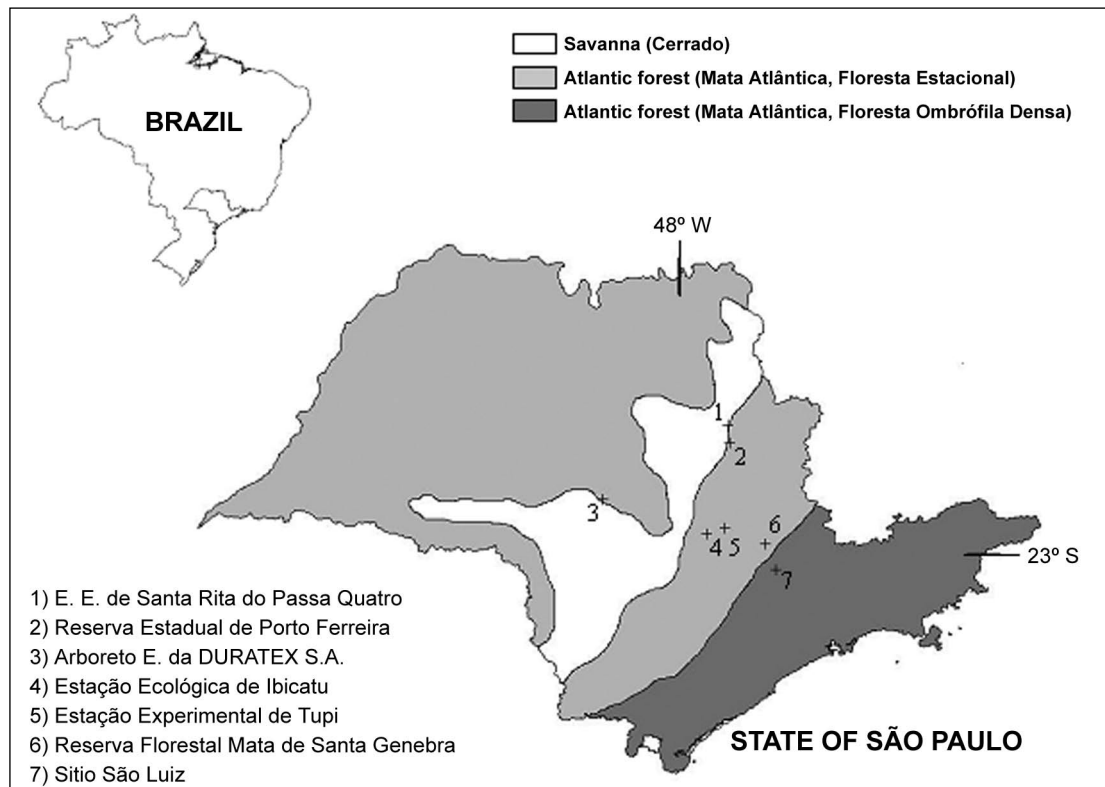 BRAZIL
Savanna (Cerrado)
Atlantic forest (Mata Atlântica, Floresta Estacional)
Atlantic forest (Mata Atlântica, Floresta Ombrófila Densa)
48º W
1
2
3
4
5
6
7
23º S
1) E. E. de Santa Rita do Passa Quatro
2) Reserva Estadual de Porto Ferreira
3) Arboreto E. da DURATEX S.A.
4) Estação Ecológica de Ibicatu
5) Estação Experimental de Tupi
6) Reserva Florestal Mata de Santa Genebra
7) Sitio São Luiz
STATE OF SÃO PAULO